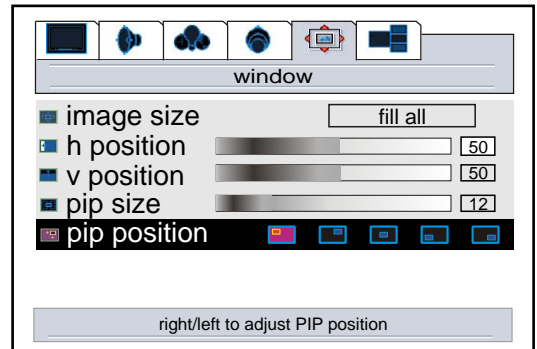 window
image size fill all
h position 50
v position 50
pip size 12
pip position
right/left to adjust PIP position